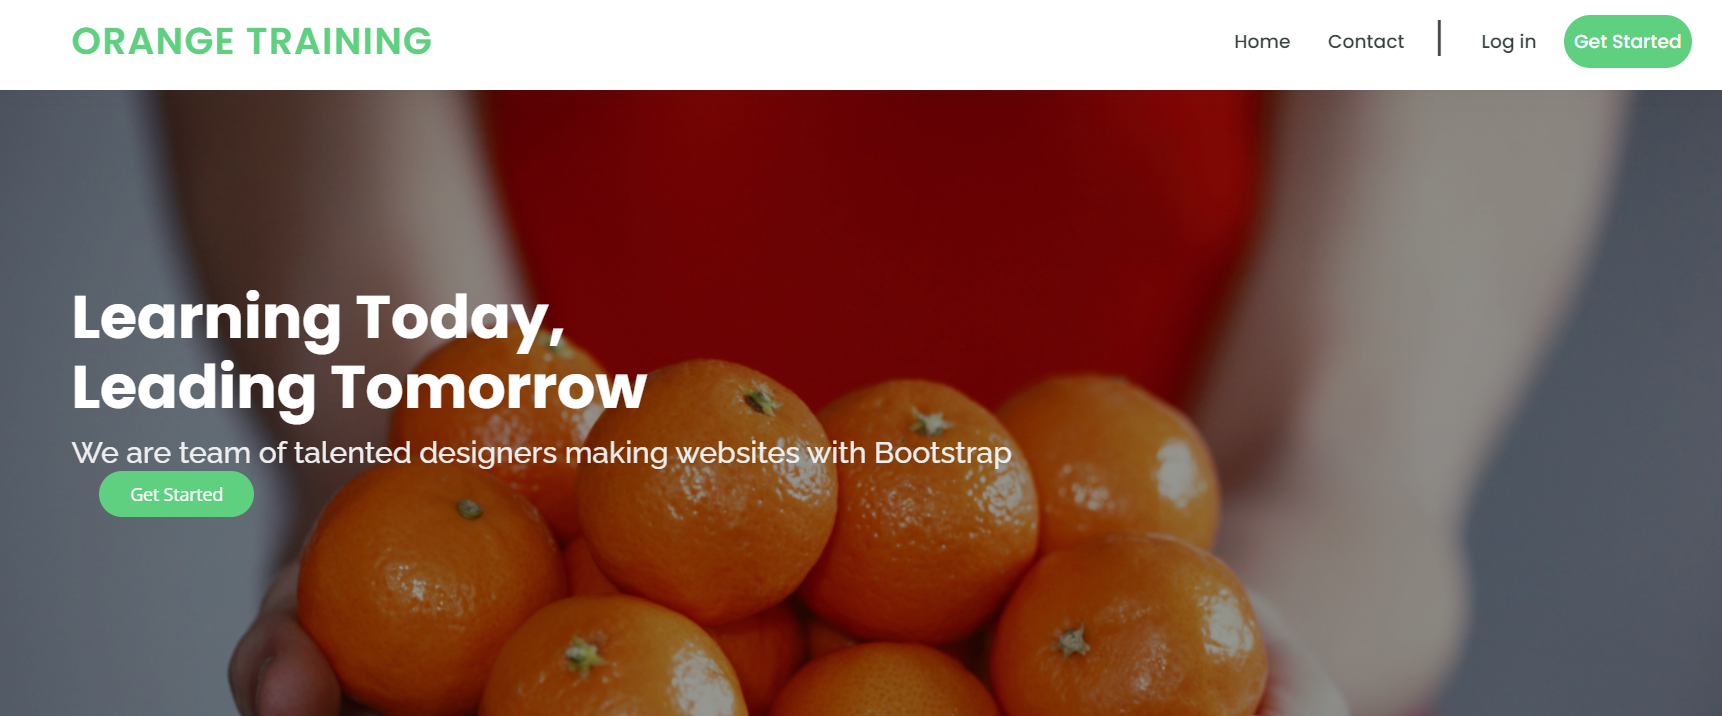 ORANGE TRAINING
Home Contact | Log in Get Started
Learning Today,
Leading Tomorrow
We are team of talented designers making websites with Bootstrap
Get Started